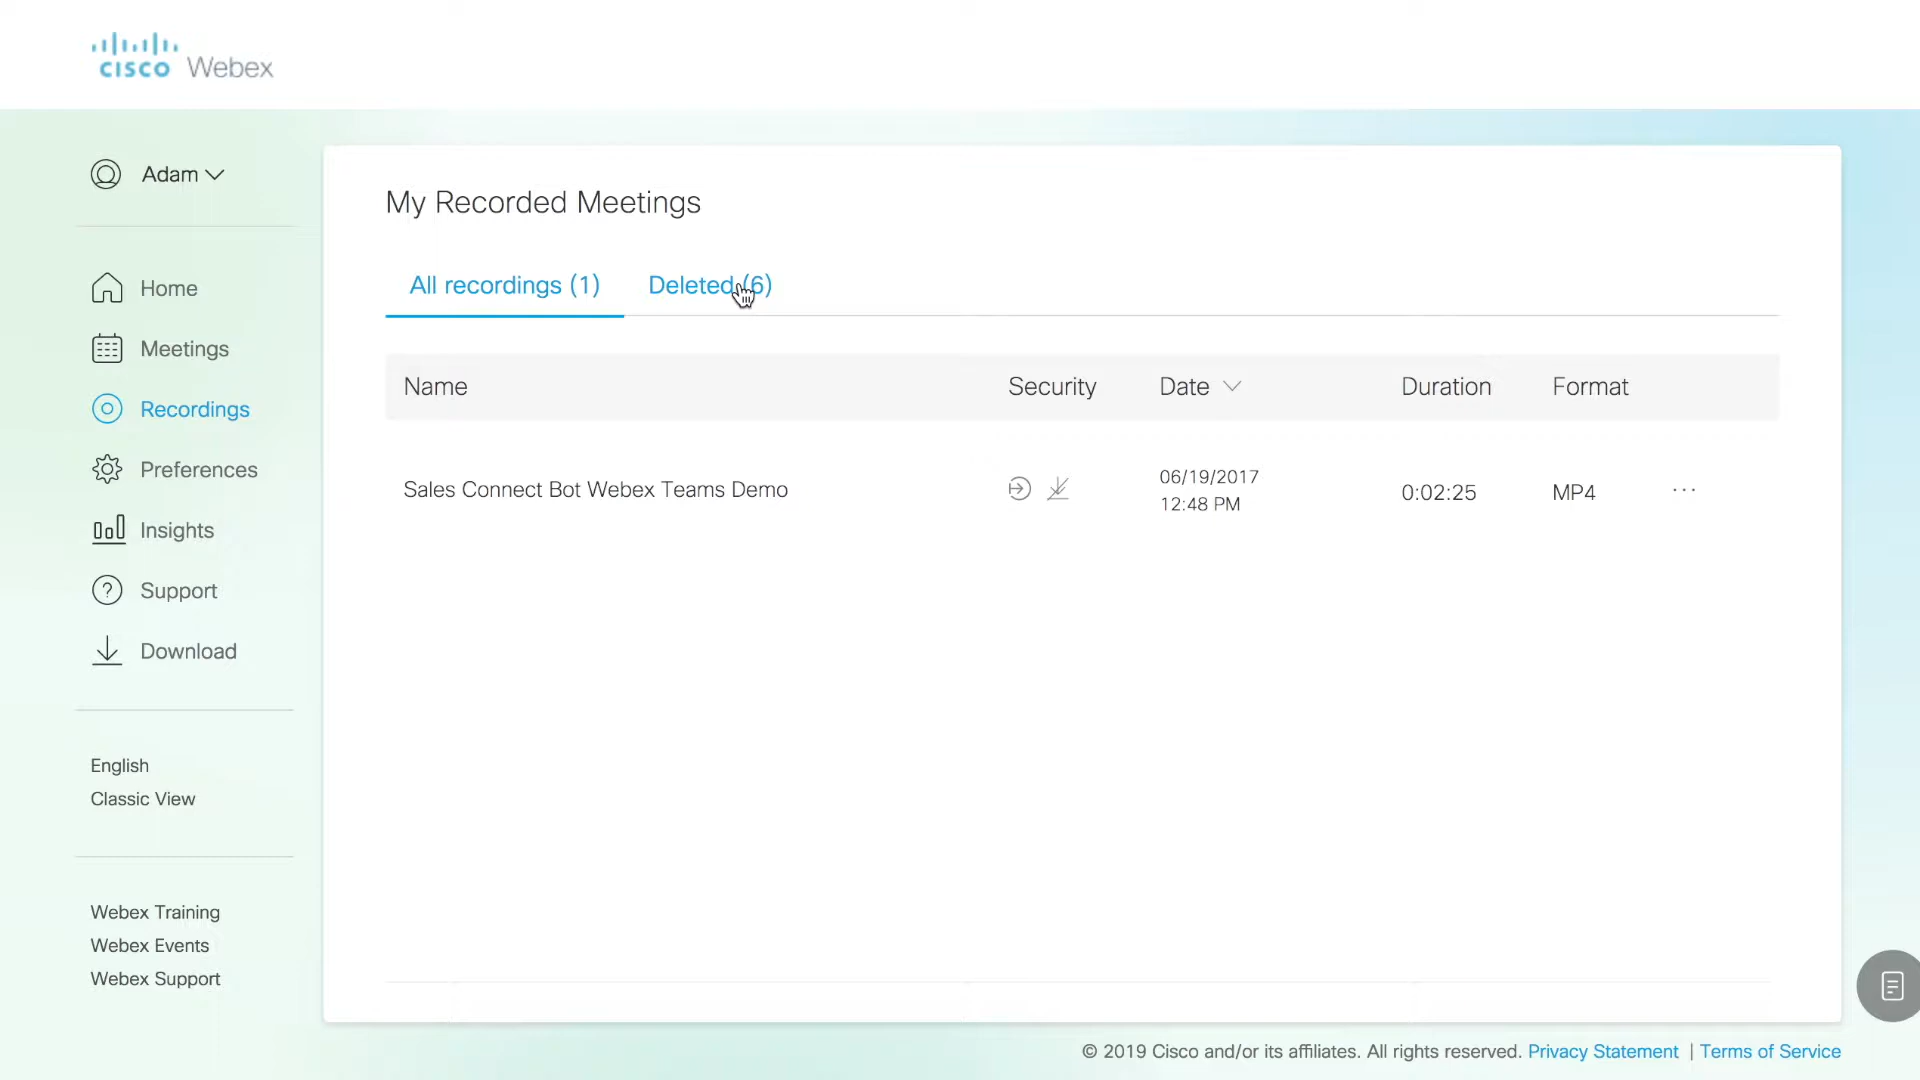 cisco Webex
Adam
Home
Meetings
Recordings
Preferences
Insights
Support
Download
English
Classic View
Webex Training
Webex Events
Webex Support
My Recorded Meetings
All recordings (1) Deleted (6)
Name Security Date Duration Format
Sales Connect Bot Webex Teams Demo 06/19/2017 0:02:25 MP4 ...
12:48 PM
© 2019 Cisco and/or its affiliates. All rights reserved. Privacy Statement | Terms of Service